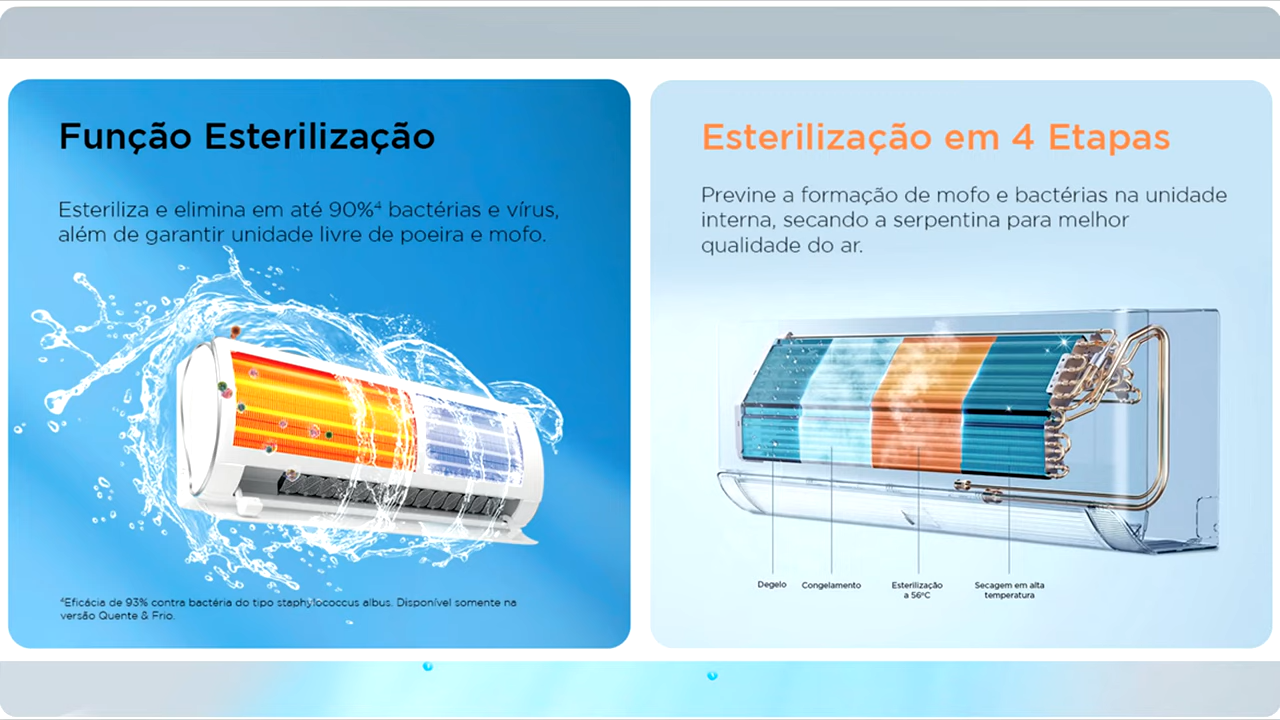 Função Esterilização
Esteriliza e elimina em até 90%⁴ bactérias e vírus,
além de garantir unidade livre de poeira e mofo.
⁴Eficácia de 93% contra bactéria do tipo staphylococcus albus. Disponível somente na
versão Quente & Frio.
Esterilização em 4 Etapas
Previne a formação de mofo e bactérias na unidade
interna, secando a serpentina para melhor
qualidade do ar.
Degelo
Congelamento
Esterilização
a 56ºC
Secagem em alta
temperatura